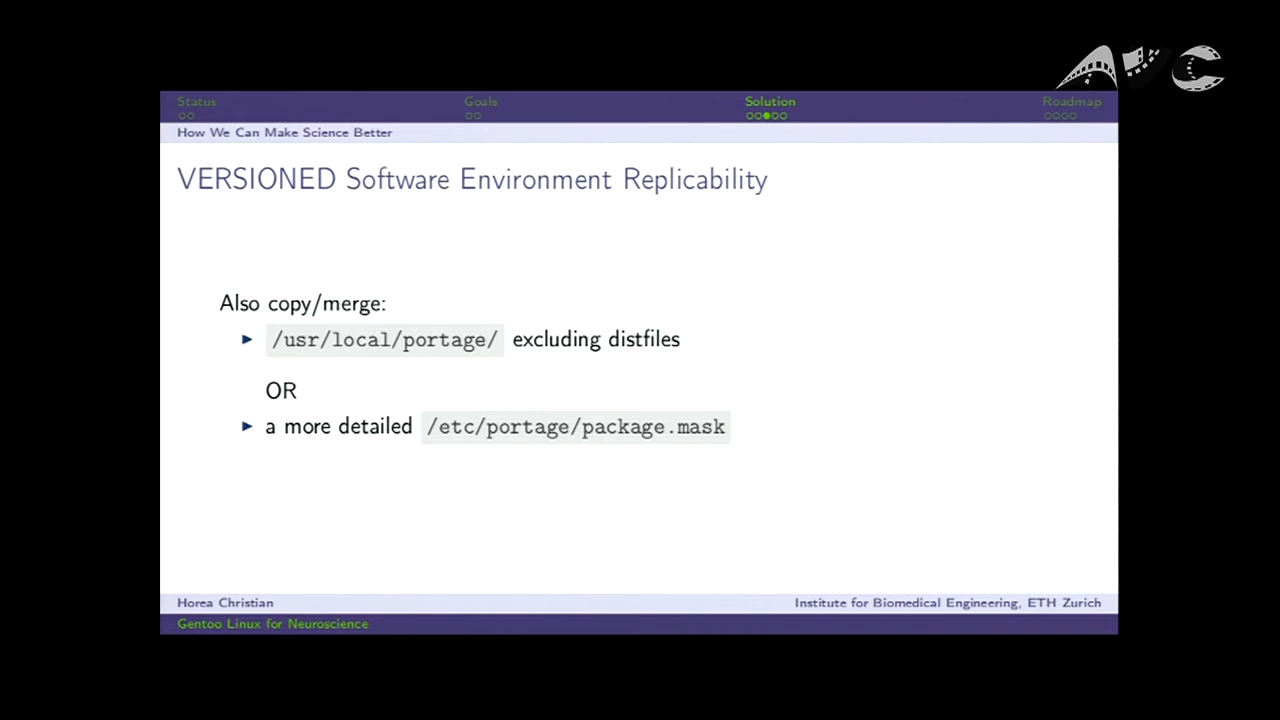 AVC
Status Goals Solution Roadmap
How We Can Make Science Better
VERSIONED Software Environment Replicability
Also copy/merge:
/usr/local/portage/ excluding distfiles
OR
a more detailed /etc/portage/package.mask
Horea Christian Institute for Biomedical Engineering, ETH Zurich
Gentoo Linux for Neuroscience